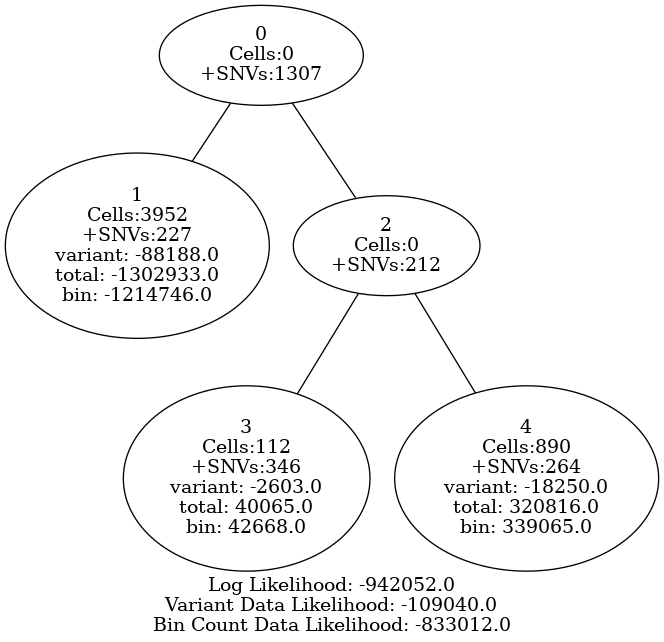 0
Cells:0
+SNVs:1307
1
Cells:3952
+SNVs:227
variant: -88188.0
total: -1302933.0
bin: -1214746.0
2
Cells:0
+SNVs:212
3
Cells:112
+SNVs:346
variant: -2603.0
total: 40065.0
bin: 42668.0
4
Cells:890
+SNVs:264
variant: -18250.0
total: 320816.0
bin: 339065.0
Log Likelihood: -942052.0
Variant Data Likelihood: -109040.0
Bin Count Data Likelihood: -833012.0